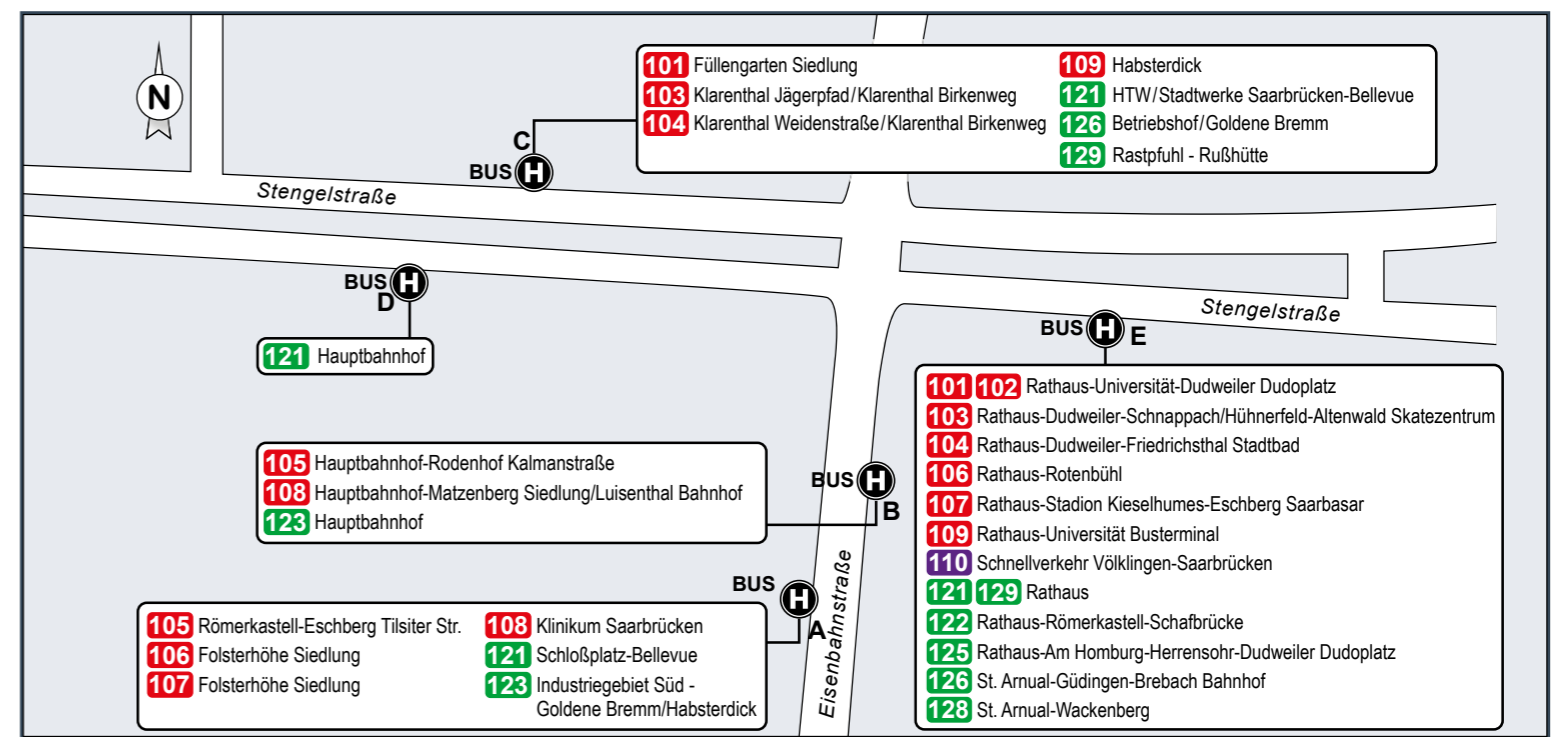 N
C
BUS H
101 Füllengarten Siedlung
103 Klarenthal Jägerpfad/Klarenthal Birkenweg
104 Klarenthal Weidenstraße/Klarenthal Birkenweg
109 Habsterdick
121 HTW/Stadtwerke Saarbrücken-Bellevue
126 Betriebshof/Goldene Bremm
129 Rastpfuhl - Rußhütte
Stengelstraße
BUS H
D
121 Hauptbahnhof
Stengelstraße
BUS H E
101 102 Rathaus-Universität-Dudweiler Dudoplatz
103 Rathaus-Dudweiler-Schnappach/Hühnerfeld-Altenwald Skatezentrum
104 Rathaus-Dudweiler-Friedrichsthal Stadtbad
106 Rathaus-Rotenbühl
107 Rathaus-Stadion Kieselhumes-Eschberg Saarbasar
109 Rathaus-Universität Busterminal
110 Schnellverkehr Völklingen-Saarbrücken
121 129 Rathaus
122 Rathaus-Römerkastell-Schafbrücke
125 Rathaus-Am Homburg-Herrensohr-Dudweiler Dudoplatz
126 St. Arnual-Güdingen-Brebach Bahnhof
128 St. Arnual-Wackenberg
105 Hauptbahnhof-Rodenhof Kalmanstraße
108 Hauptbahnhof-Matzenberg Siedlung/Luisenthal Bahnhof
123 Hauptbahnhof
BUS H
B
Eisenbahnstraße
BUS
H
A
105 Römerkastell-Eschberg Tilsiter Str.
106 Folsterhöhe Siedlung
107 Folsterhöhe Siedlung
108 Klinikum Saarbrücken
121 Schloßplatz-Bellevue
123 Industriegebiet Süd -
Goldene Bremm/Habsterdick